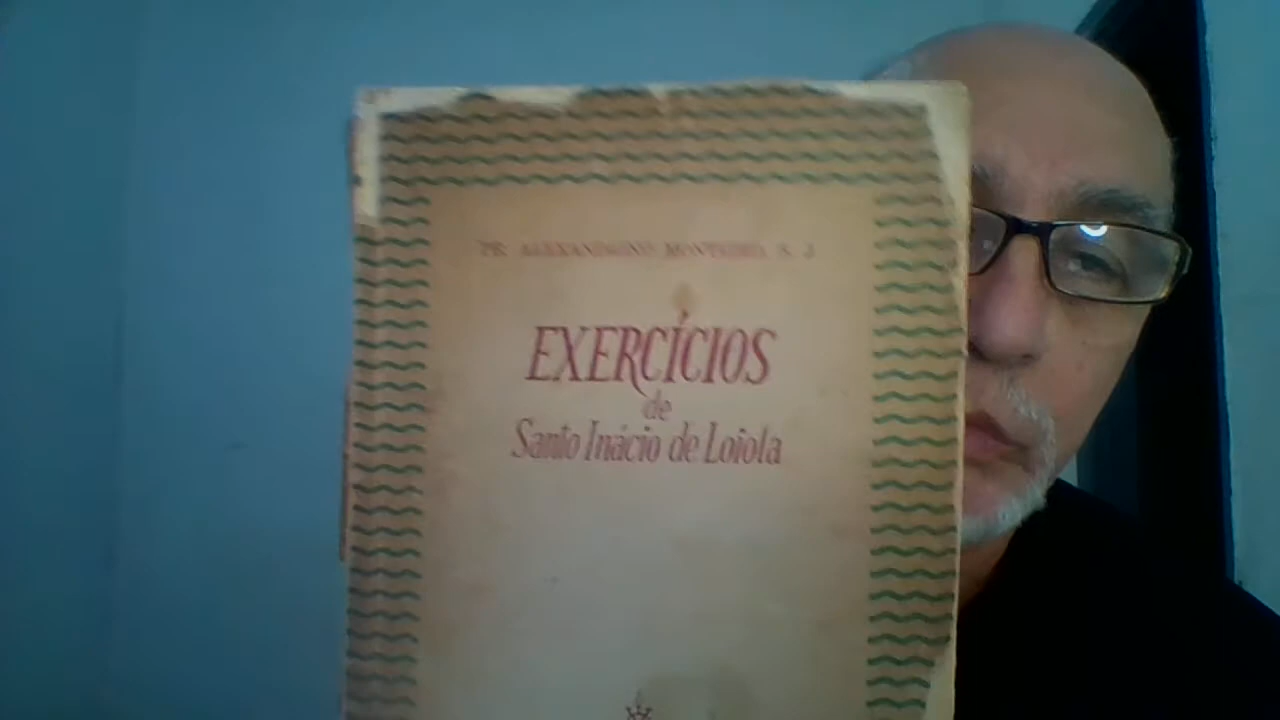 PE. ALEXANDRINO MONTEIRO, S. J.
EXERCÍCIOS
de
Santo Inácio de Loiola